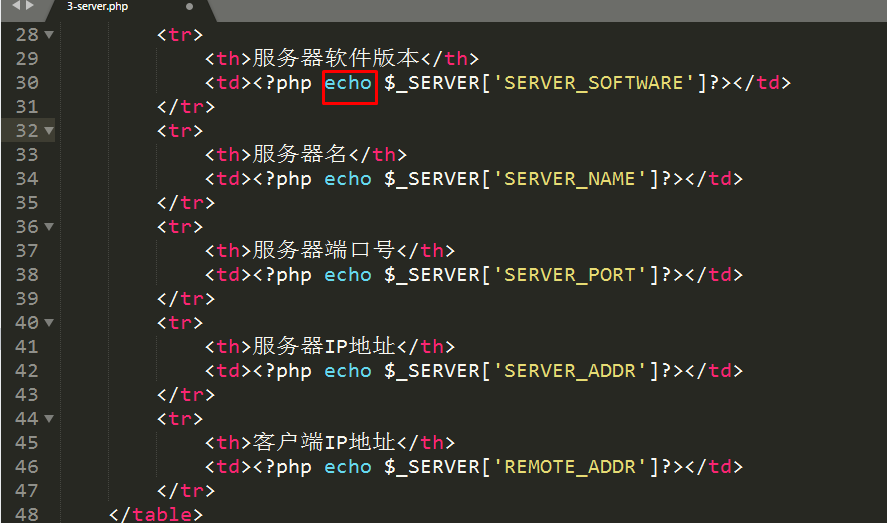 3-server.php
28 <tr>
29 <th>服务器软件版本</th>
30 <td><?php echo $_SERVER['SERVER_SOFTWARE']?></td>
31 </tr>
32 <tr>
33 <th>服务器名</th>
34 <td><?php echo $_SERVER['SERVER_NAME']?></td>
35 </tr>
36 <tr>
37 <th>服务器端口号</th>
38 <td><?php echo $_SERVER['SERVER_PORT']?></td>
39 </tr>
40 <tr>
41 <th>服务器IP地址</th>
42 <td><?php echo $_SERVER['SERVER_ADDR']?></td>
43 </tr>
44 <tr>
45 <th>客户端IP地址</th>
46 <td><?php echo $_SERVER['REMOTE_ADDR']?></td>
47 </tr>
48 </table>